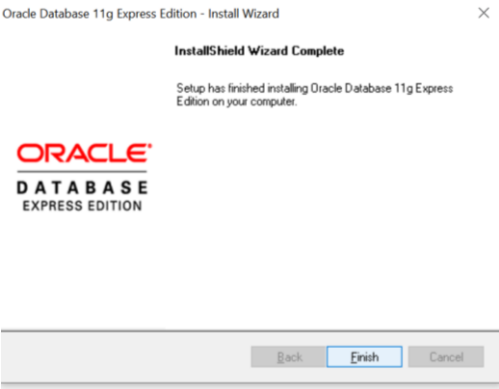 Oracle Database 11g Express Edition - Install Wizard
InstallShield Wizard Complete
Setup has finished installing Oracle Database 11g Express
Edition on your computer.
ORACLE
DATABASE
EXPRESS EDITION
Back
Finish
Cancel